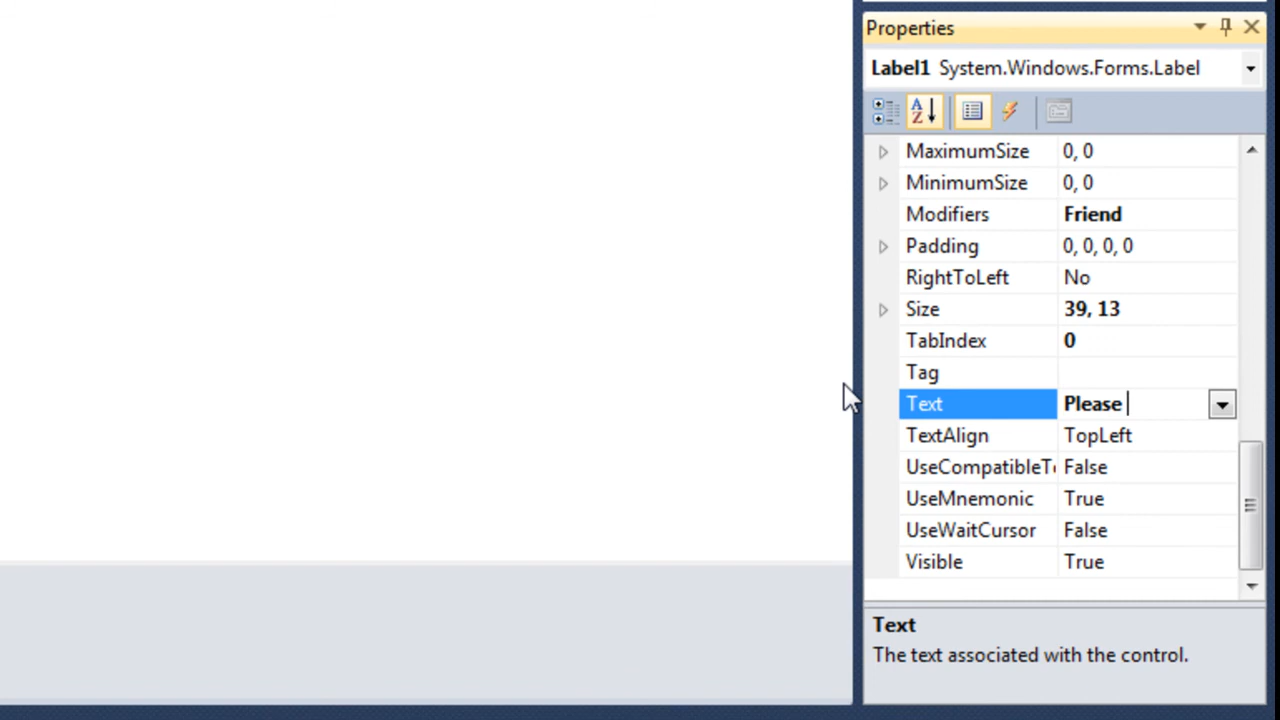 Properties
Label1 System.Windows.Forms.Label
MaximumSize 0, 0
MinimumSize 0, 0
Modifiers Friend
Padding 0, 0, 0, 0
RightToLeft No
Size 39, 13
TabIndex 0
Tag
Text Please
TextAlign TopLeft
UseCompatibleTe False
UseMnemonic True
UseWaitCursor False
Visible True
Text
The text associated with the control.